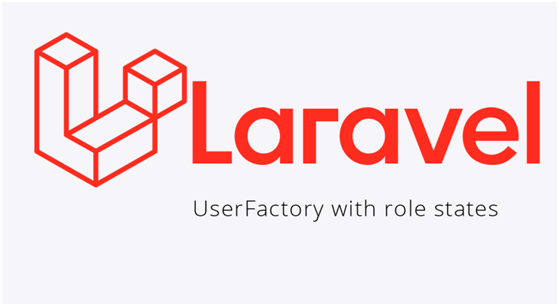 Laravel
UserFactory with role states